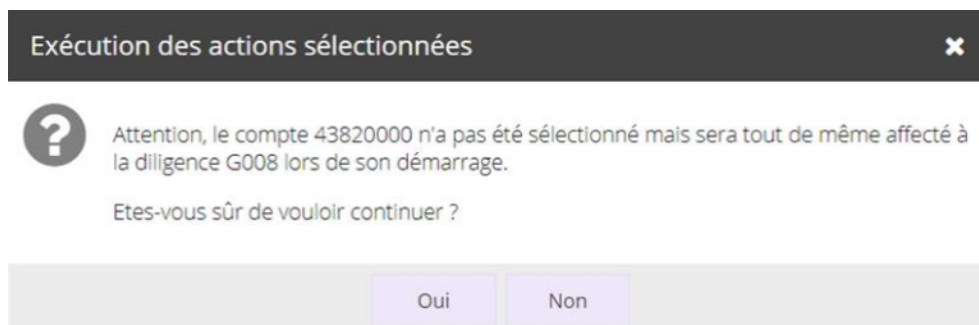 Exécution des actions sélectionnées
Attention, le compte 43820000 n'a pas été sélectionné mais sera tout de même affecté à
la diligence G008 lors de son démarrage.
Etes-vous sûr de vouloir continuer ?
Oui
Non